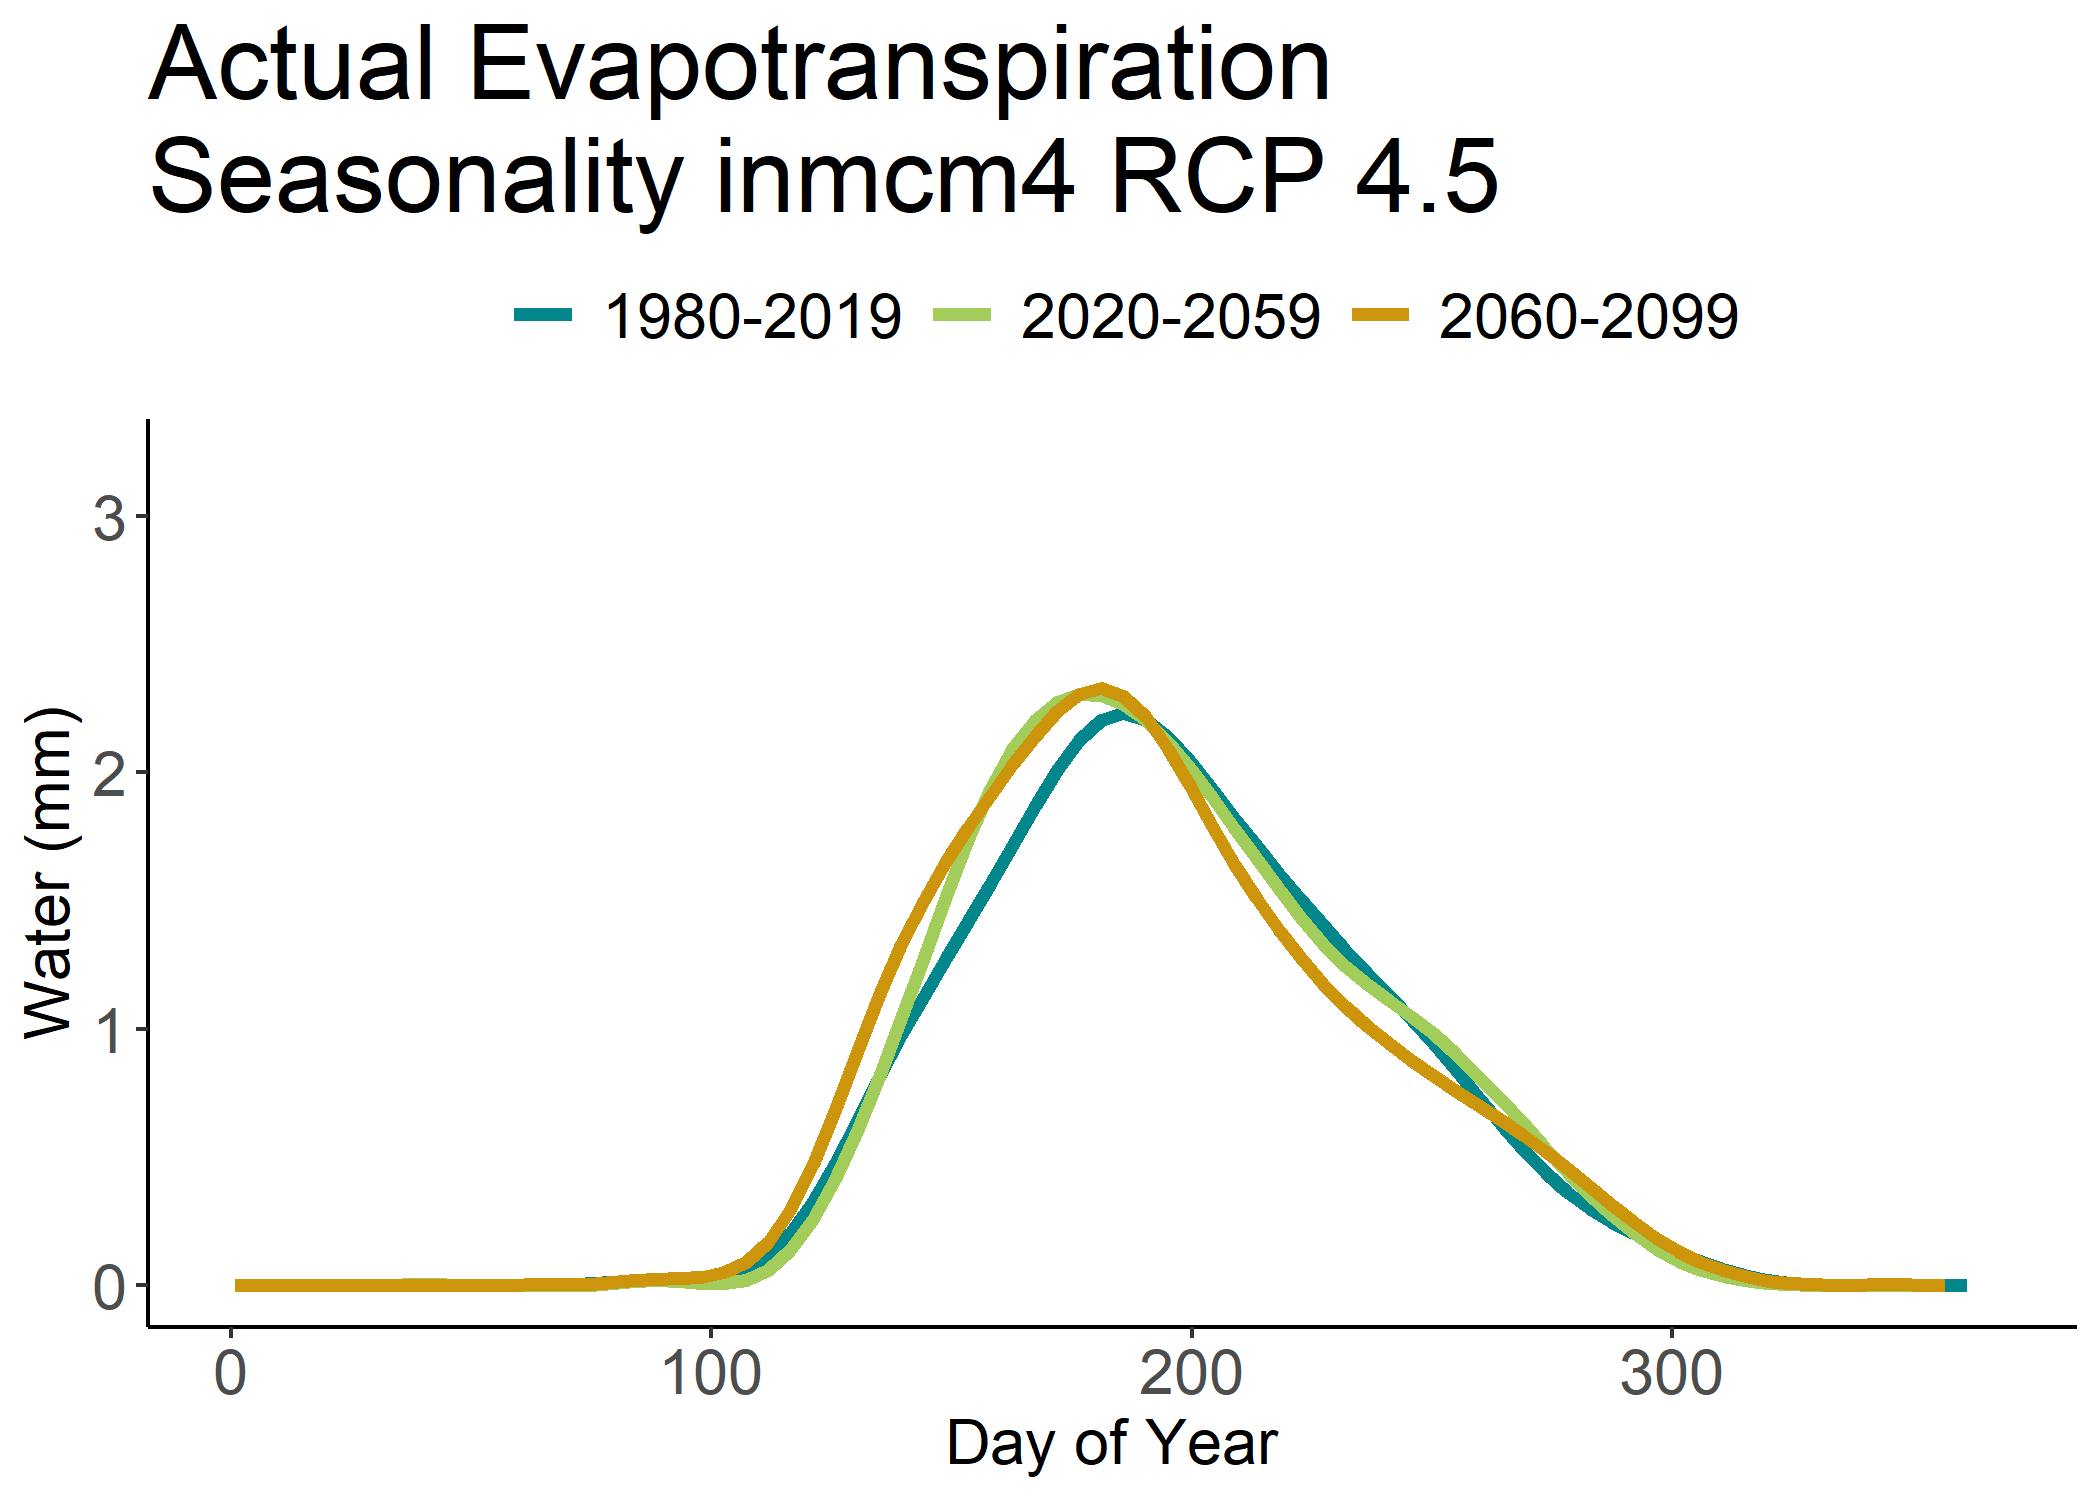 Actual Evapotranspiration
Seasonality inmcm4 RCP 4.5
1980-2019 2020-2059 2060-2099
3
2
1
0
Water (mm)
0 100 200 300
Day of Year